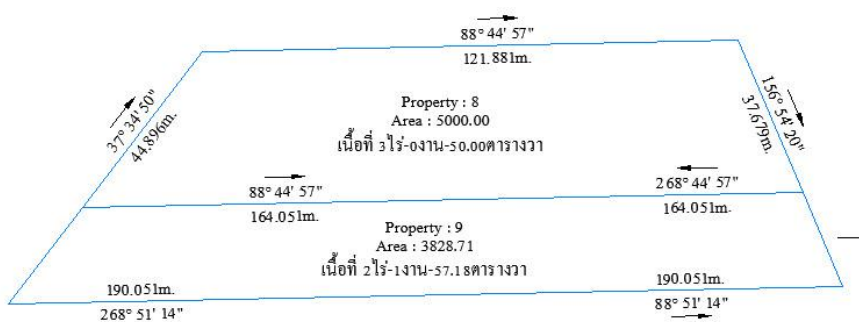 88° 44' 57"
121.881m.
37° 34' 50"
44.896m.
156° 54' 20"
37.679m.
Property : 8
Area : 5000.00
เนื้อที่ 3ไร่-0งาน-50.00ตารางวา
88° 44' 57"
164.051m.
268° 44' 57"
164.051m.
Property : 9
Area : 3828.71
เนื้อที่ 2ไร่-1งาน-57.18ตารางวา
190.051m.
268° 51' 14"
190.051m.
88° 51' 14"